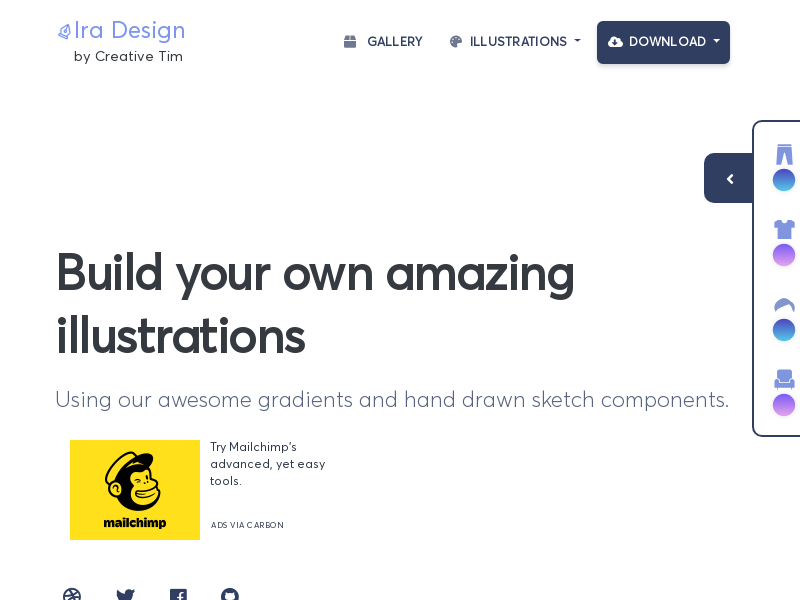 Ira Design
by Creative Tim
GALLERY
ILLUSTRATIONS
DOWNLOAD
Build your own amazing
illustrations
Using our awesome gradients and hand drawn sketch components.
mailchimp
Try Mailchimp's
advanced, yet easy
tools.
ADS VIA CARBON